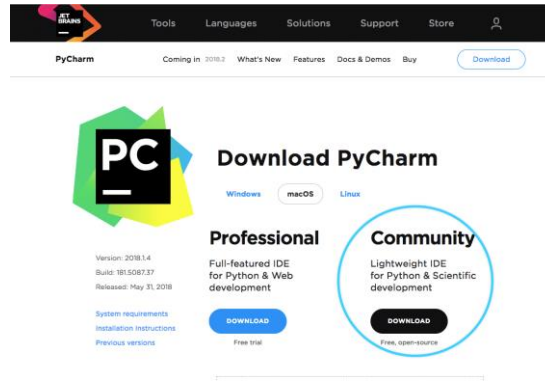 JET
BRAINS
Tools Languages Solutions Support Store
PyCharm Coming in 2018.2 What's New Features Docs & Demos Buy Download
PC
Download PyCharm
Windows macOS Linux
Professional
Full-featured IDE
for Python & Web
development
DOWNLOAD
Free trial
Community
Lightweight IDE
for Python & Scientific
development
DOWNLOAD
Free, open-source
Version: 2018.1.4
Build: 181.5087.37
Released: May 31, 2018
System requirements
Installation Instructions
Previous versions